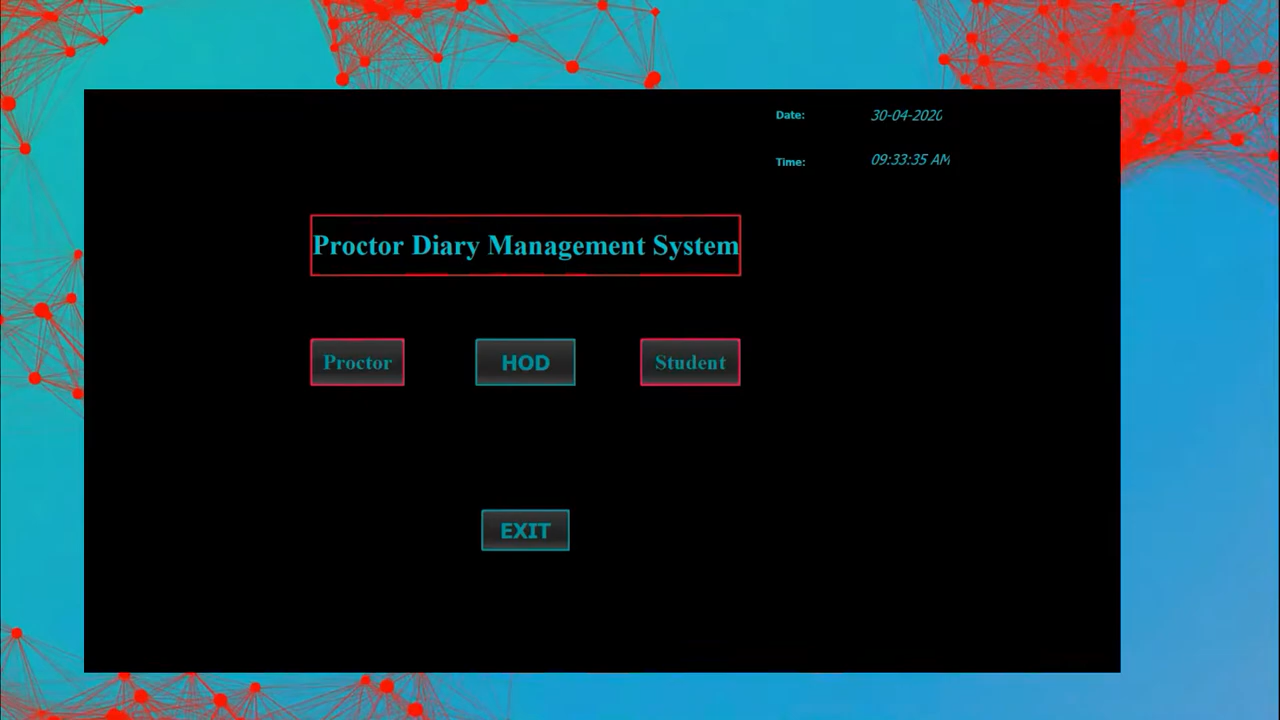 Date: 30-04-2020
Time: 09:33:35 AM
Proctor Diary Management System
Proctor HOD Student
EXIT